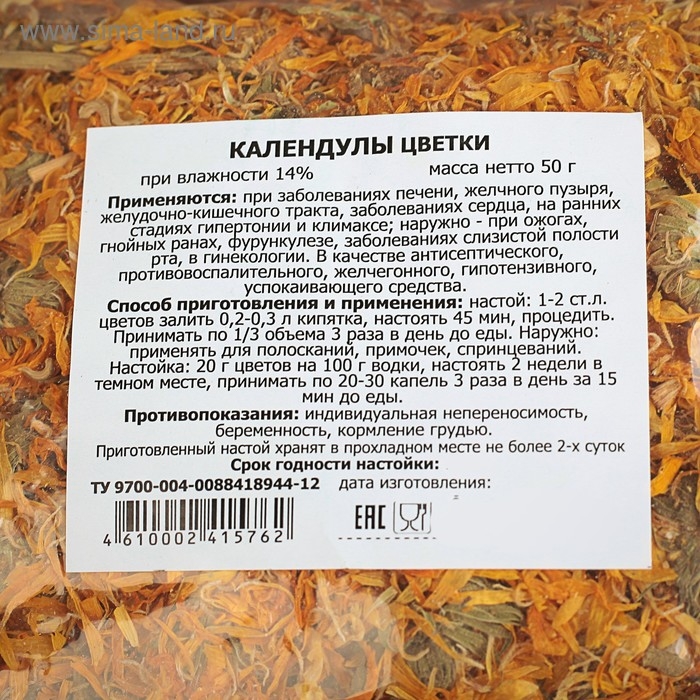 www.sima-land.ru
КАЛЕНДУЛЫ ЦВЕТКИ
при влажности 14% масса нетто 50 г
Применяются: при заболеваниях печени, желчного пузыря,
желудочно-кишечного тракта, заболеваниях сердца, на ранних
стадиях гипертонии и климаксе; наружно - при ожогах,
гнойных ранах, фурункулезе, заболеваниях слизистой полости
рта, в гинекологии. В качестве антисептического,
противовоспалительного, желчегонного, гипотензивного,
успокаивающего средства.
Способ приготовления и применения: настой: 1-2 ст.л.
цветов залить 0,2-0,3 л кипятка, настоять 45 мин, процедить.
Принимать по 1/3 объема 3 раза в день до еды. Наружно:
применять для полосканий, примочек, спринцеваний.
Настойка: 20 г цветов на 100 г водки, настоять 2 недели в
темном месте, принимать по 20-30 капель 3 раза в день за 15
мин до еды.
Противопоказания: индивидуальная непереносимость,
беременность, кормление грудью.
Приготовленный настой хранят в прохладном месте не более 2-х суток
Срок годности настойки:
ТУ 9700-004-0088418944-12 дата изготовления:
EAC
4 610002 415762